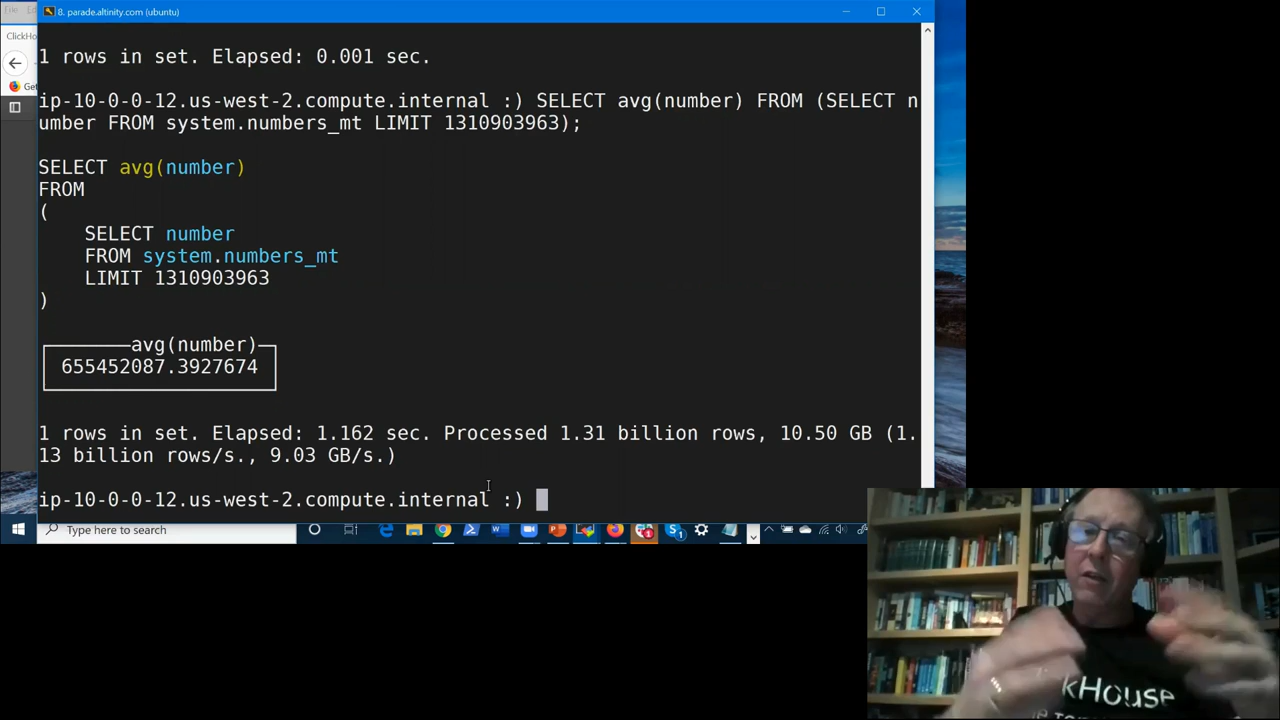 8. parade.altinity.com (ubuntu)
ClickHo
Get
1 rows in set. Elapsed: 0.001 sec.
ip-10-0-0-12.us-west-2.compute.internal :) SELECT avg(number) FROM (SELECT n
umber FROM system.numbers_mt LIMIT 1310903963);
SELECT avg(number)
FROM
(
SELECT number
FROM system.numbers_mt
LIMIT 1310903963
)
avg(number)
655452087.3927674
1 rows in set. Elapsed: 1.162 sec. Processed 1.31 billion rows, 10.50 GB (1.
13 billion rows/s., 9.03 GB/s.)
ip-10-0-0-12.us-west-2.compute.internal :)
Type here to search
kHouse